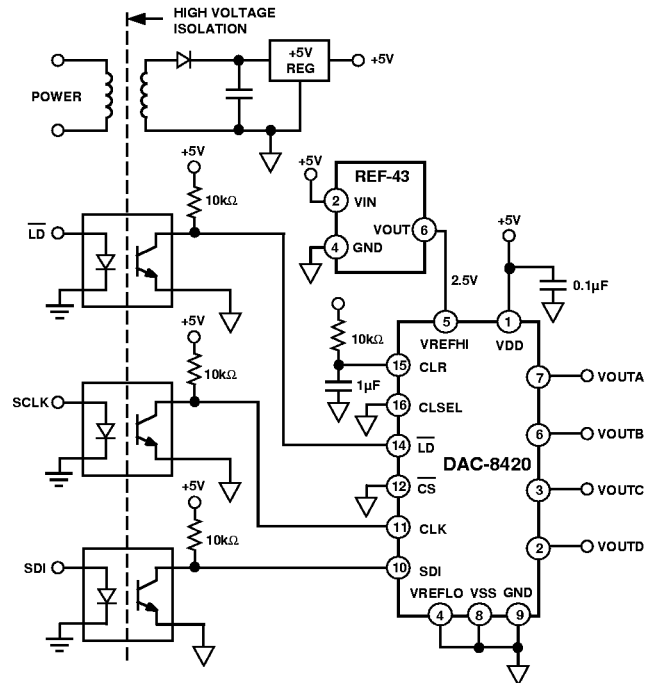 HIGH VOLTAGE
ISOLATION
POWER
+5V
REG
+5V
+5V
10kΩ
LD
+5V
REF-43
2
VIN
VOUT
6
4
GND
2.5V
+5V
0.1µF
10kΩ
1µF
5
VREFHI
1
VDD
15
CLR
16
CLSEL
14
LD
12
CS
11
CLK
10
SDI
DAC-8420
7
VOUTA
6
VOUTB
3
VOUTC
2
VOUTD
VREFLO
VSS
GND
4
8
9
+5V
10kΩ
SCLK
+5V
10kΩ
SDI